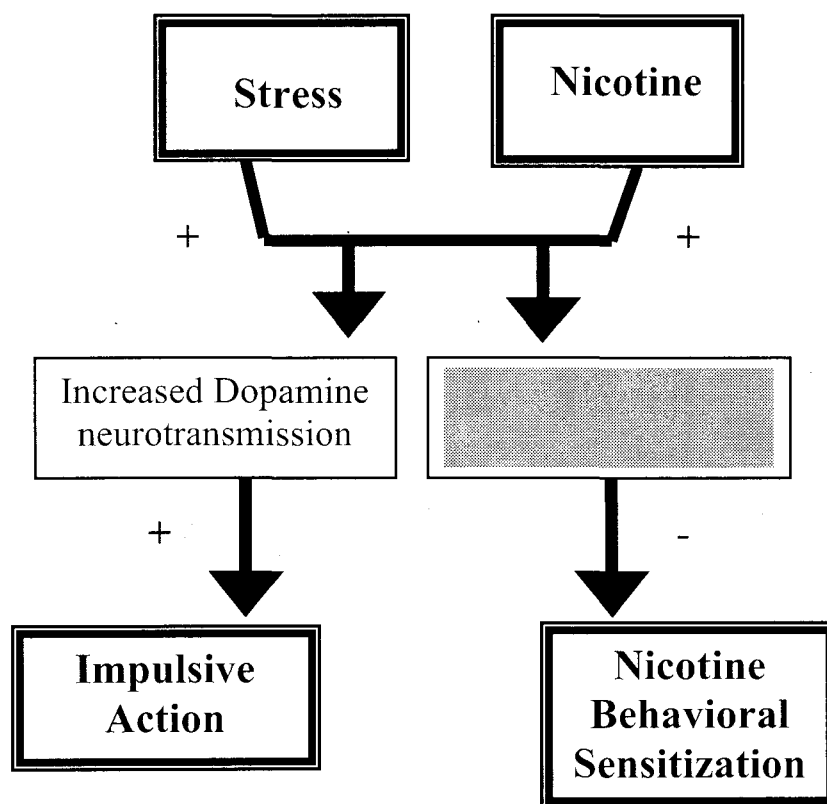 Stress
Nicotine
+
+
Increased Dopamine
neurotransmission
+
-
Impulsive
Action
Nicotine
Behavioral
Sensitization